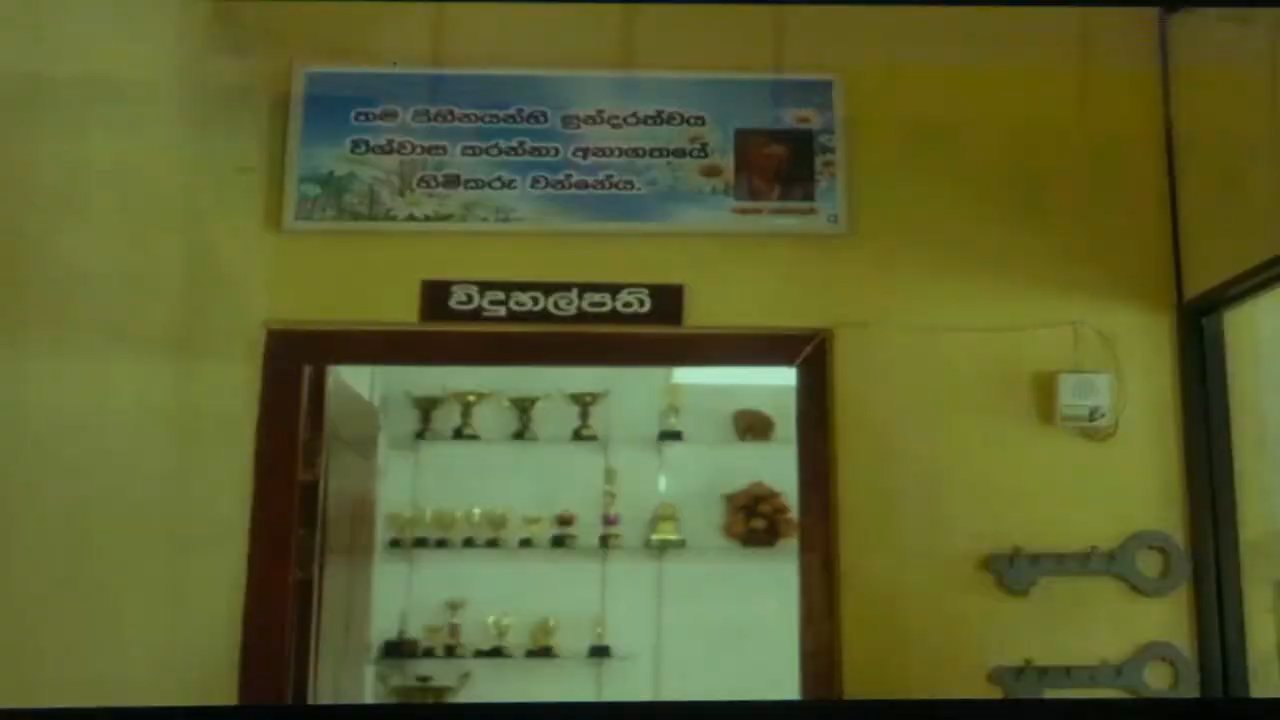 තම සිහිනයන්හි සුන්දරත්වය
විශ්වාස කරන්නා අනාගතයේ
හිමිකරු වන්නේය.
විදුහල්පති